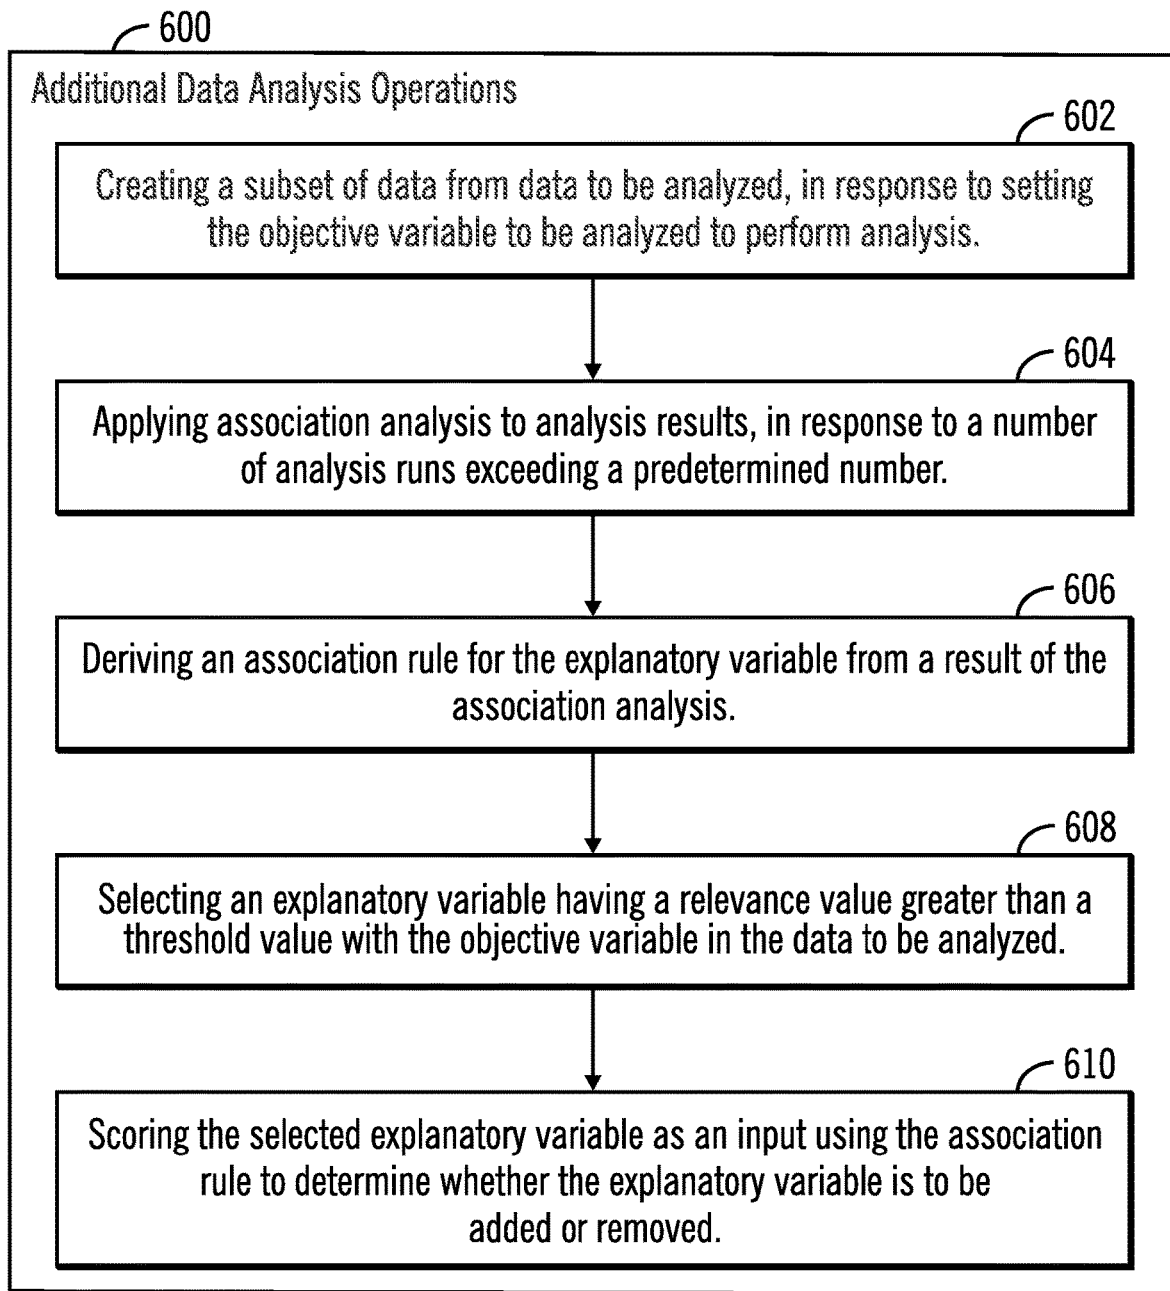 600
Additional Data Analysis Operations
602
Creating a subset of data from data to be analyzed, in response to setting
the objective variable to be analyzed to perform analysis.
604
Applying association analysis to analysis results, in response to a number
of analysis runs exceeding a predetermined number.
606
Deriving an association rule for the explanatory variable from a result of the
association analysis.
608
Selecting an explanatory variable having a relevance value greater than a
threshold value with the objective variable in the data to be analyzed.
610
Scoring the selected explanatory variable as an input using the association
rule to determine whether the explanatory variable is to be
added or removed.